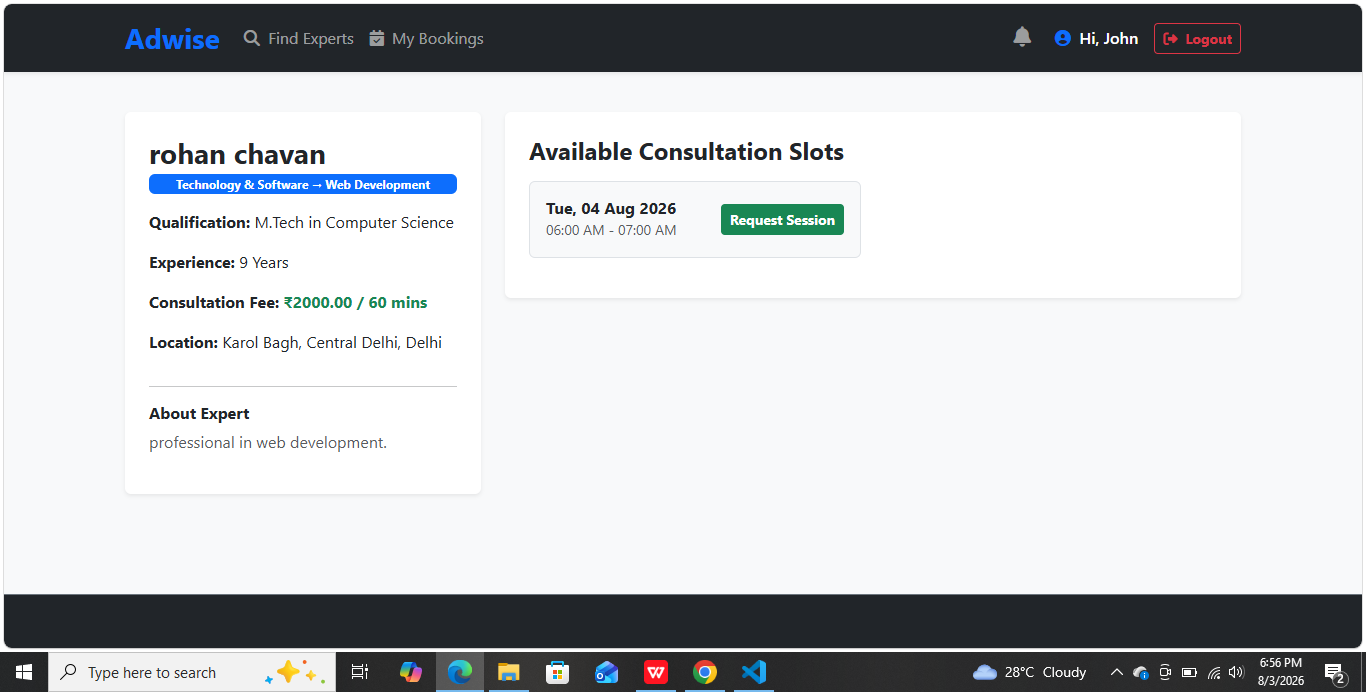 Adwise Find Experts My Bookings Hi, John Logout
rohan chavan
Technology & Software → Web Development
Qualification: M.Tech in Computer Science
Experience: 9 Years
Consultation Fee: ₹2000.00 / 60 mins
Location: Karol Bagh, Central Delhi, Delhi
About Expert
professional in web development.
Available Consultation Slots
Tue, 04 Aug 2026
06:00 AM - 07:00 AM
Request Session
Type here to search
28°C Cloudy
6:56 PM
8/3/2026
2